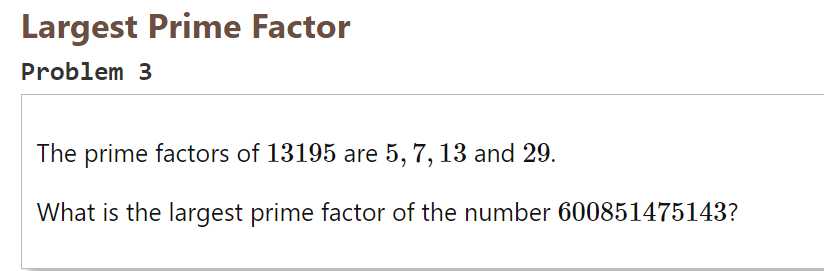 Largest Prime Factor
Problem 3
The prime factors of 13195 are 5, 7, 13 and 29.
What is the largest prime factor of the number 600851475143?